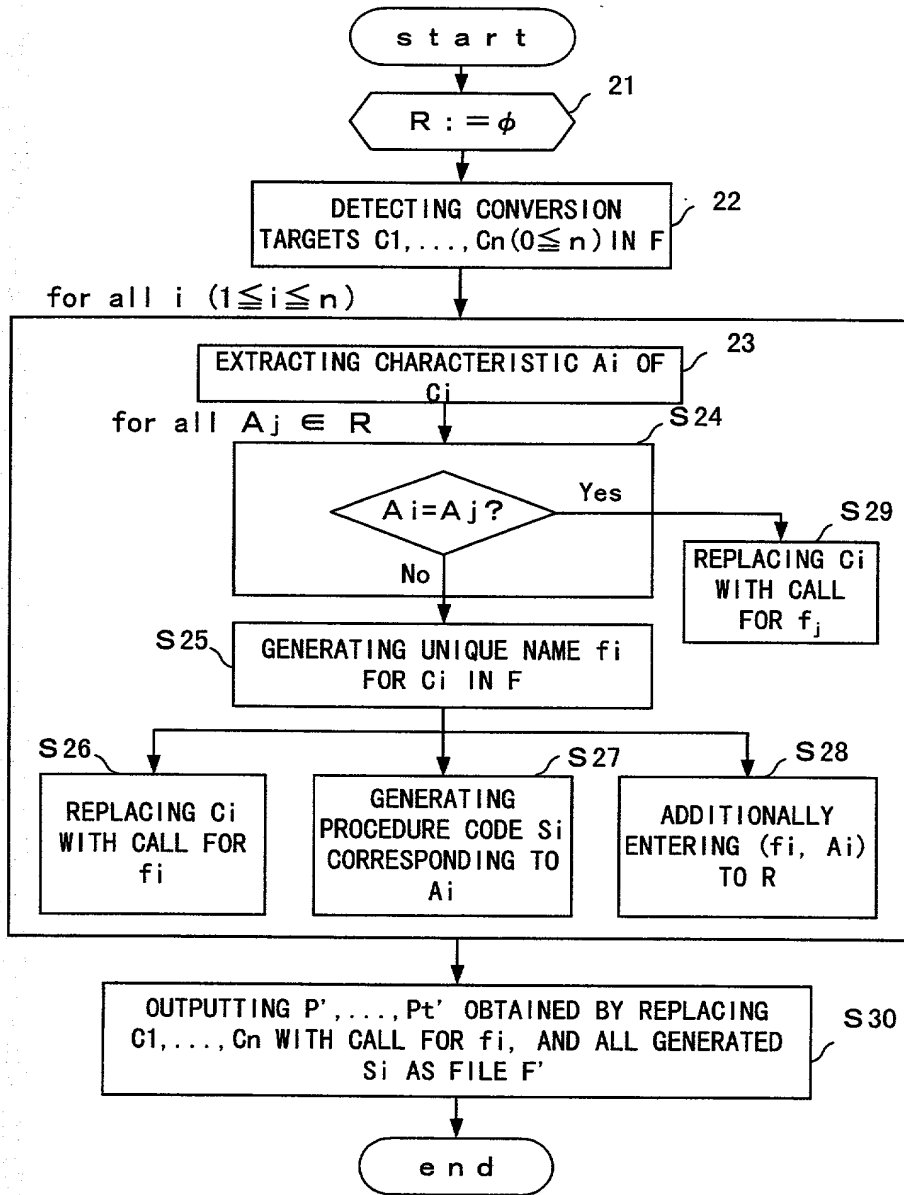 start
21
R:=φ
DETECTING CONVERSION
TARGETS C1,...,Cn(0≦n) IN F
22
for all i (1≦i≦n)
EXTRACTING CHARACTERISTIC Ai OF
Ci
23
for all Aj ∈ R
S24
Ai=Aj?
Yes
No
S29
REPLACING Ci
WITH CALL
FOR fj
S25
GENERATING UNIQUE NAME fi
FOR Ci IN F
S26
REPLACING Ci
WITH CALL FOR
fi
S27
GENERATING
PROCEDURE CODE Si
CORRESPONDING TO
Ai
S28
ADDITIONALLY
ENTERING (fi, Ai)
TO R
OUTPUTTING P',...,Pt' OBTAINED BY REPLACING
C1,...,Cn WITH CALL FOR fi, AND ALL GENERATED
Si AS FILE F'
S30
end